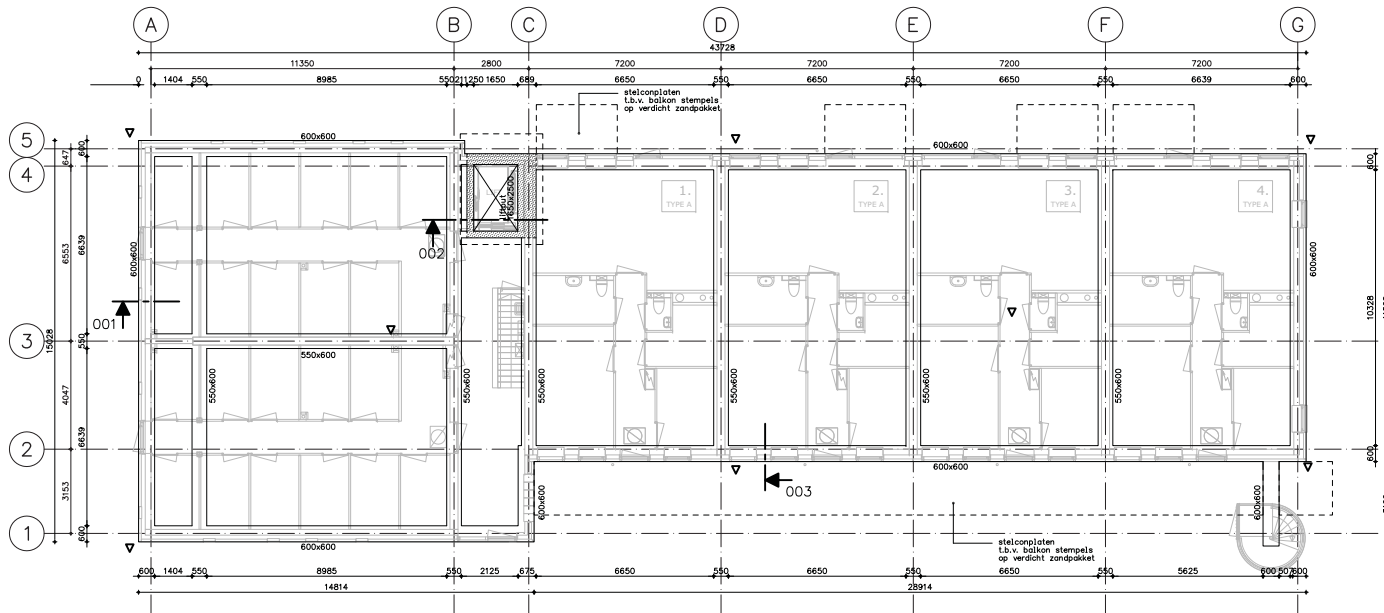 A B C D E F G
43728
11350 2800 7200 7200 7200 7200
0 1404 550 8985 550 211250 1650 689 6650 550 6650 550 6650 550 6639 600
stelconplaten
t.b.v. balkon stempels
op verdicht zandpakket
5
600x600
600x600
647
600
600
4
1.
TYPE A
2.
TYPE A
3.
TYPE A
4.
TYPE A
liftput
1650x2500
002
6553
6639
600x600
600x600
001
10328
3
15028
550
550x600
550x600
550x600
550x600
550x600
550x600
550x600
4047
6639
2
600
600x600
003
3153
600x600
600x600
1
600
600x600
stelconplaten
t.b.v. balkon stempels
op verdicht zandpakket
600 1404 550 8985 550 2125 675 6650 550 6650 550 6650 550 5625 600 507 600
14814 28914